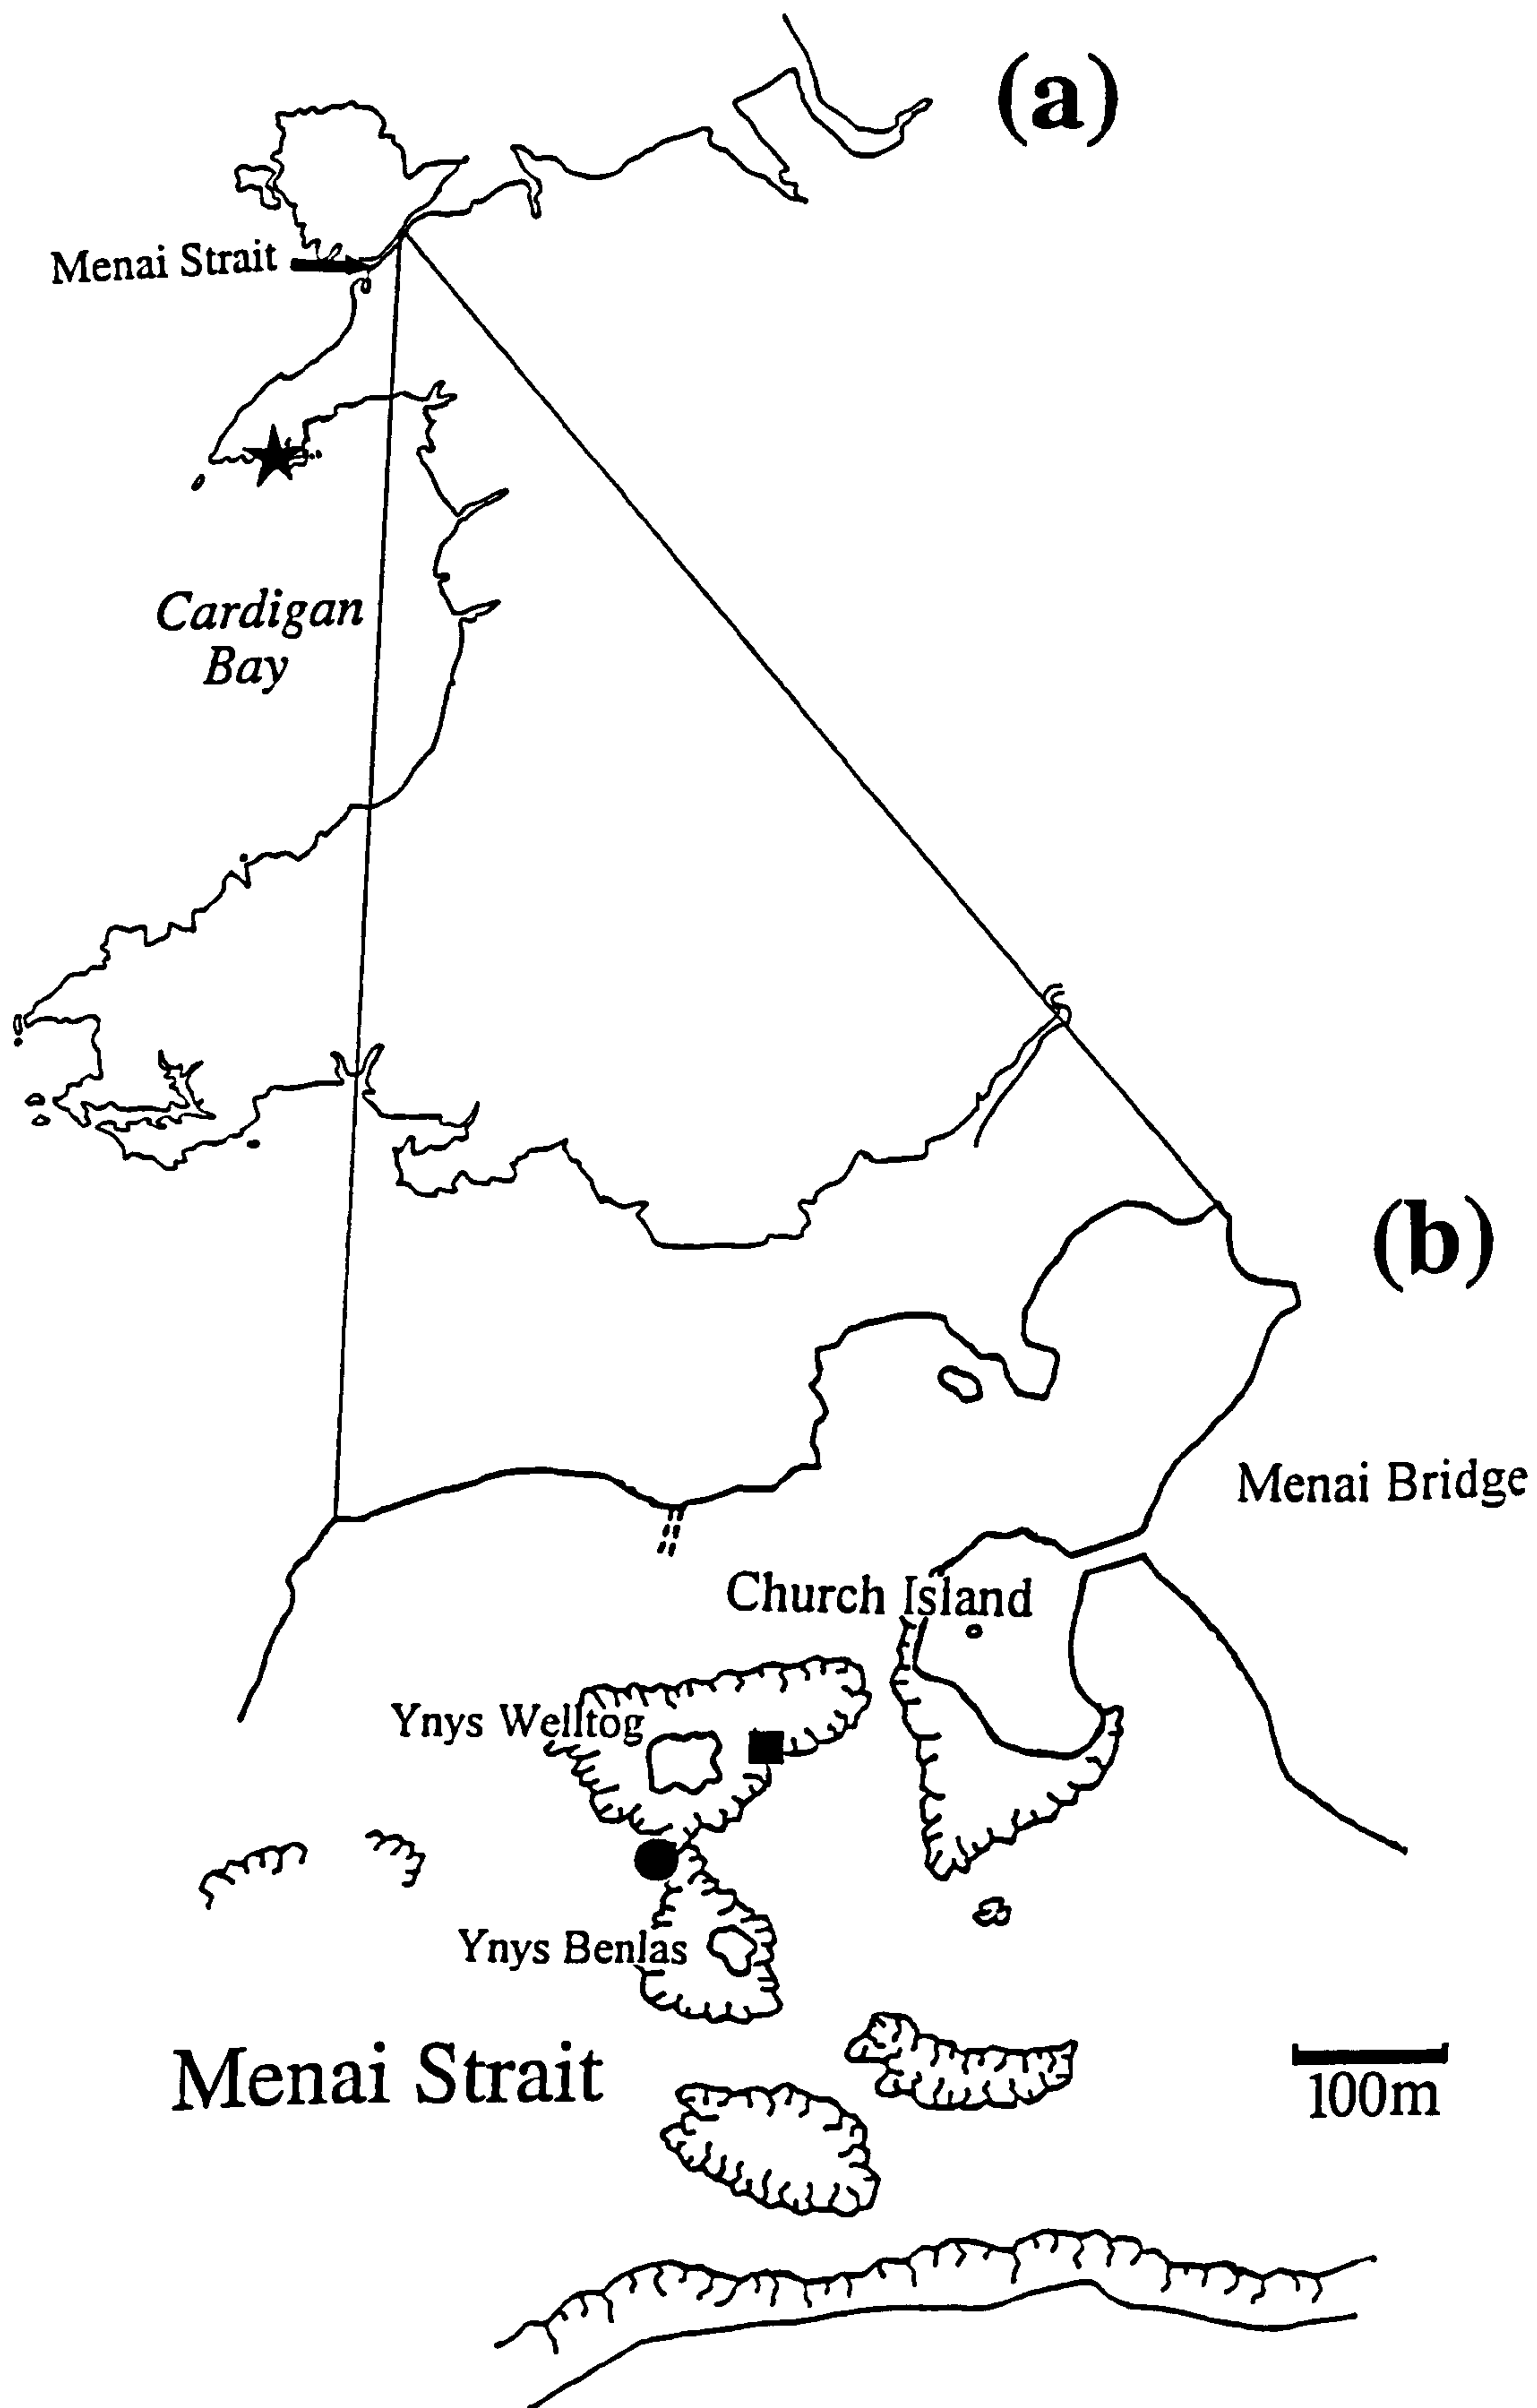 (a)
Menai Strait
Cardigan
Bay
(b)
Menai Bridge
Church Island
Ynys Welltog
Ynys Benlas
Menai Strait
100m